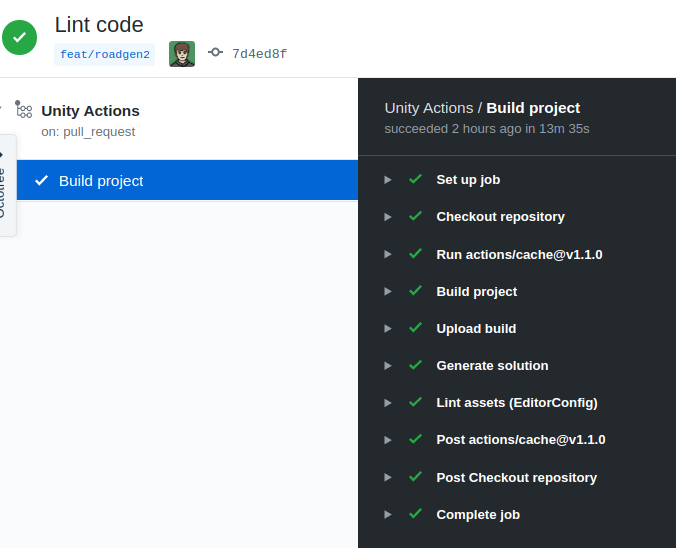 Lint code
feat/roadgen2 7d4ed8f
Unity Actions
on: pull_request
Octotree
Build project
Unity Actions / Build project
succeeded 2 hours ago in 13m 35s
Set up job
Checkout repository
Run actions/cache@v1.1.0
Build project
Upload build
Generate solution
Lint assets (EditorConfig)
Post actions/cache@v1.1.0
Post Checkout repository
Complete job